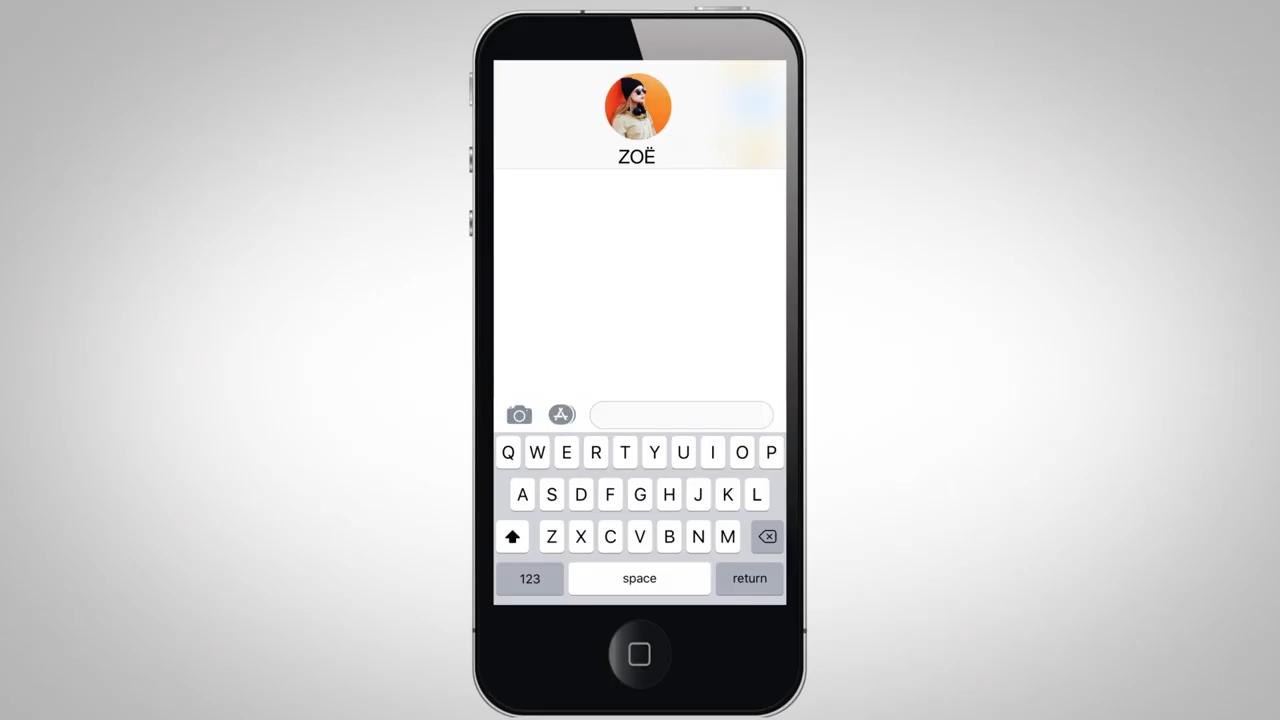 ZOË
Q W E R T Y U I O P
A S D F G H J K L
Z X C V B N M
123 space return